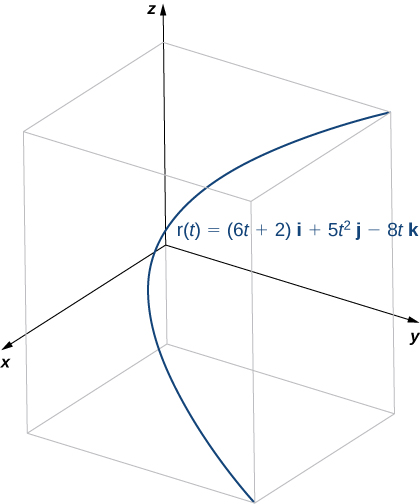 z
r(t) = (6t + 2) i + 5t² j − 8t k
y
x